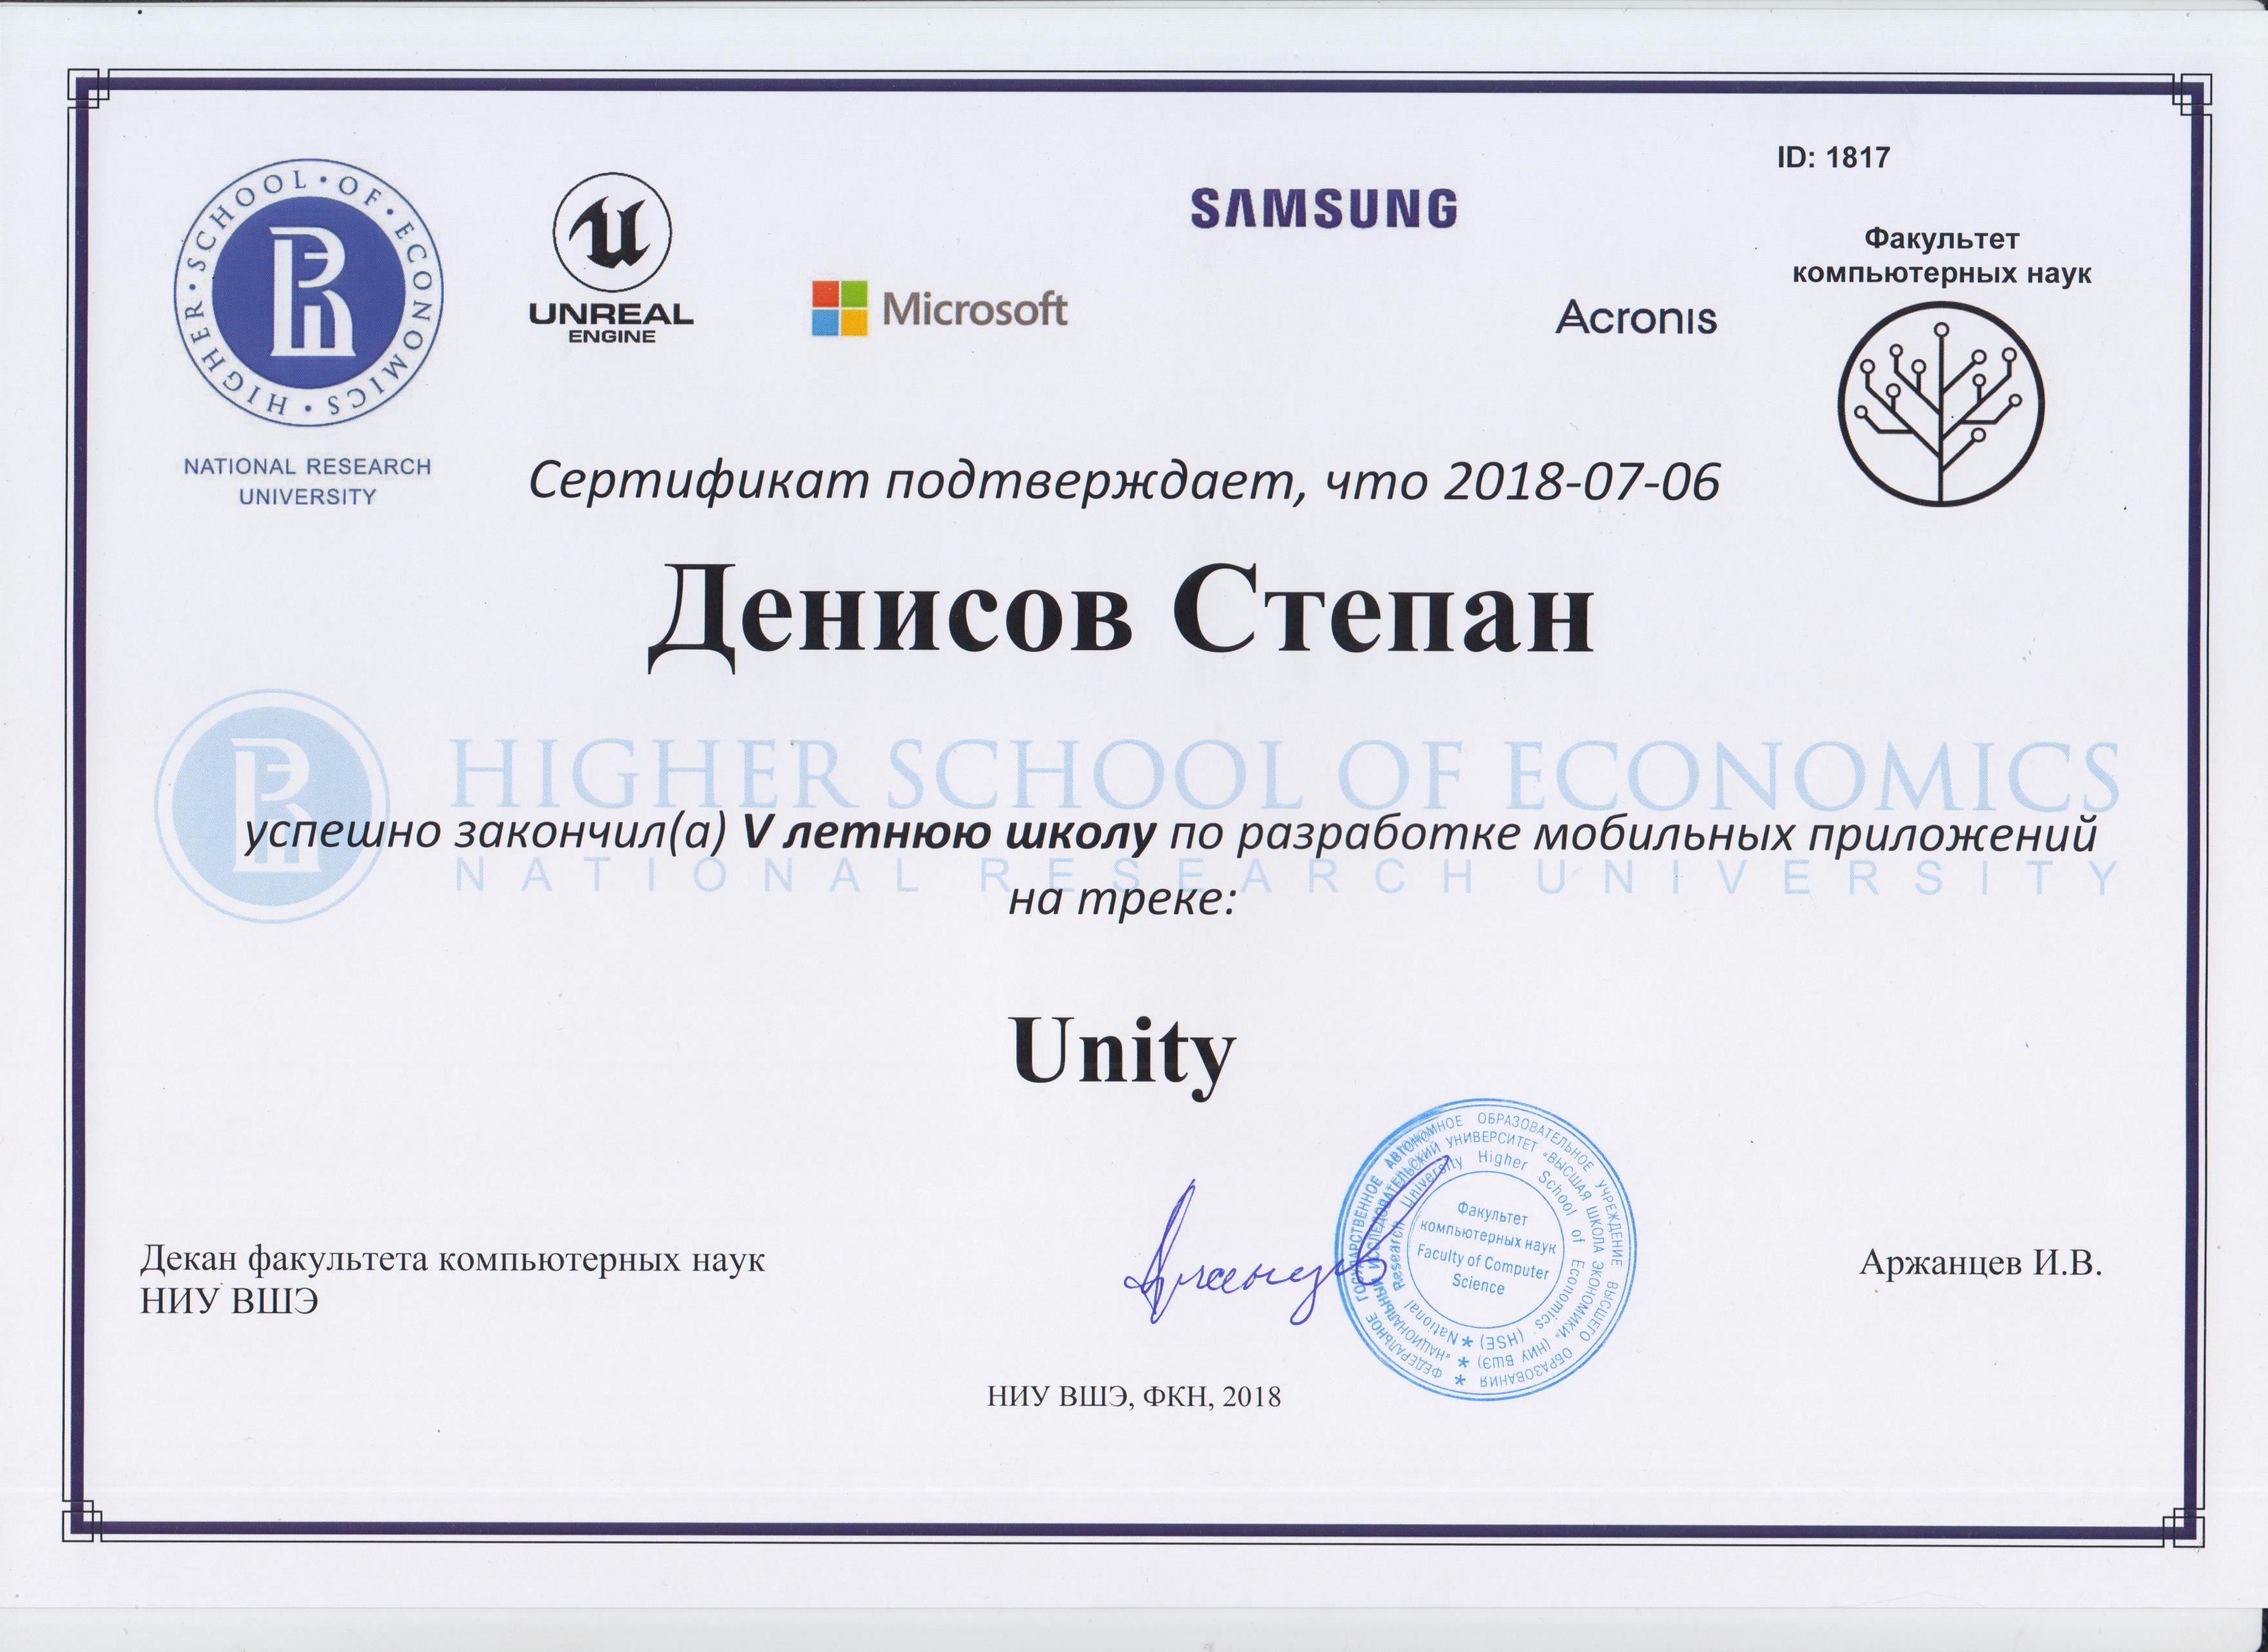 ID: 1817
HIGHER · SCHOOL · OF · ECONOMICS ·
NATIONAL RESEARCH
UNIVERSITY
UNREAL
ENGINE
Microsoft
SAMSUNG
Acronis
Факультет
компьютерных наук
Сертификат подтверждает, что 2018-07-06
Денисов Степан
HIGHER SCHOOL OF ECONOMICS
успешно закончил(а) V летнюю школу по разработке мобильных приложений
NATIONAL RESEARCH UNIVERSITY
на треке:
Unity
Декан факультета компьютерных наук
НИУ ВШЭ
ФЕДЕРАЛЬНОЕ ГОСУДАРСТВЕННОЕ АВТОНОМНОЕ ОБРАЗОВАТЕЛЬНОЕ УЧРЕЖДЕНИЕ ВЫСШЕГО ОБРАЗОВАНИЯ *
«НАЦИОНАЛЬНЫЙ ИССЛЕДОВАТЕЛЬСКИЙ УНИВЕРСИТЕТ «ВЫСШАЯ ШКОЛА ЭКОНОМИКИ» (НИУ ВШЭ) *
National Research University Higher School of Economics (HSE) *
Факультет
компьютерных наук
Faculty of Computer
Science
Аржанцев И.В.
НИУ ВШЭ, ФКН, 2018